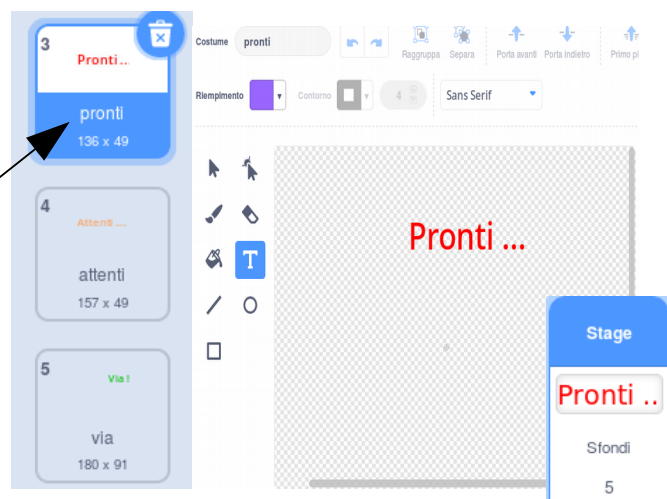 3
Pronti ...
pronti
136 x 49
4
Attenti ....
attenti
157 x 49
5
Via !
via
180 x 91
Costume pronti
Raggruppa Separa Porta avanti Porta indietro Primo pi
Riempimento Contorno 4 Sans Serif
T
Pronti ...
Stage
Pronti ..
Sfondi
5